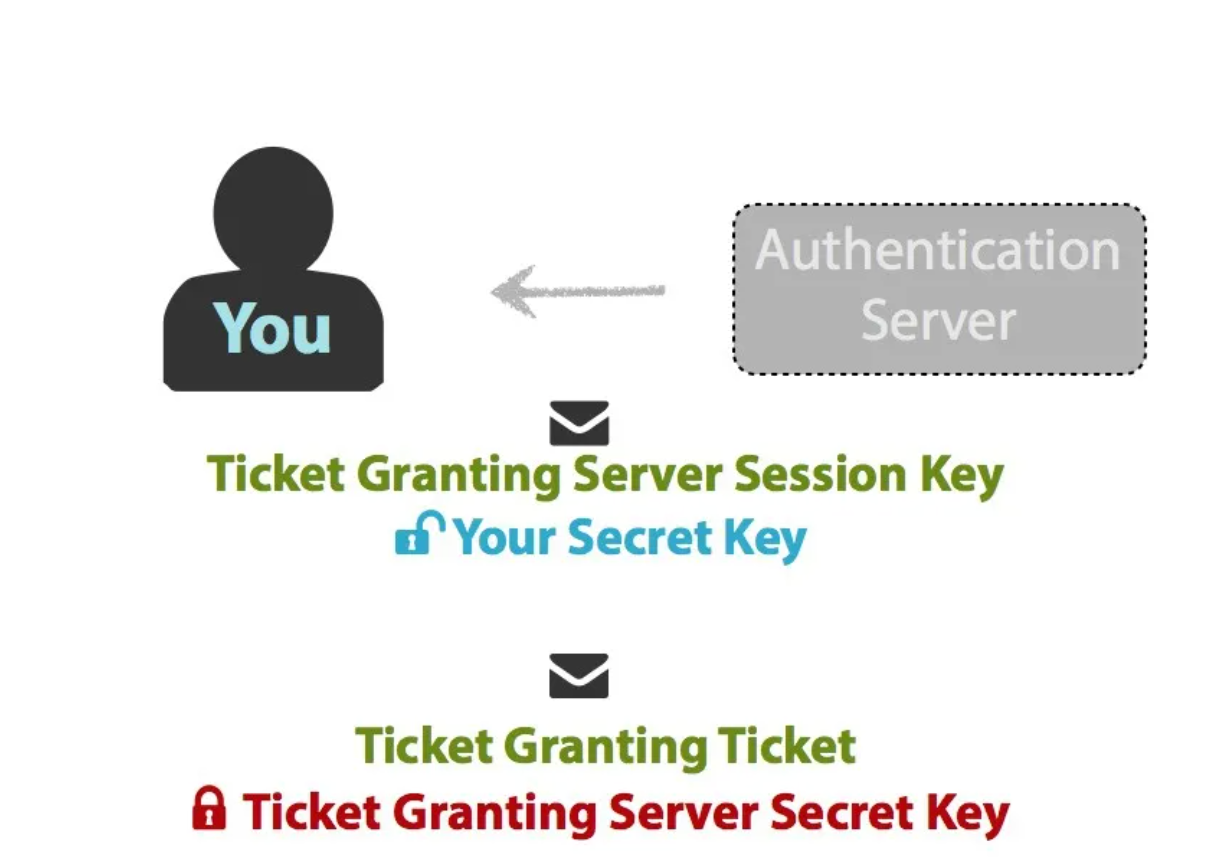 You
Authentication
Server
Ticket Granting Server Session Key
Your Secret Key
Ticket Granting Ticket
Ticket Granting Server Secret Key